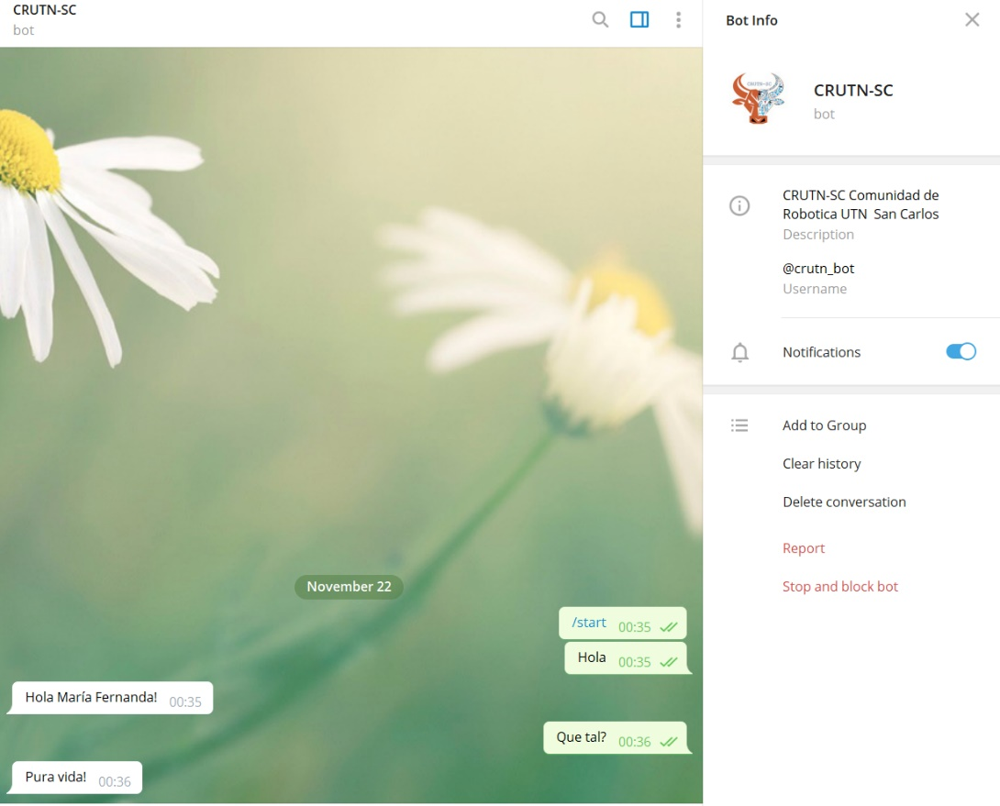 CRUTN-SC
bot
November 22
/start 00:35
Hola 00:35
Hola María Fernanda! 00:35
Que tal? 00:36
Pura vida! 00:36
Bot Info
CRUTN-SC
CRUTN-SC
bot
CRUTN-SC Comunidad de
Robotica UTN San Carlos
Description
@crutn_bot
Username
Notifications
Add to Group
Clear history
Delete conversation
Report
Stop and block bot